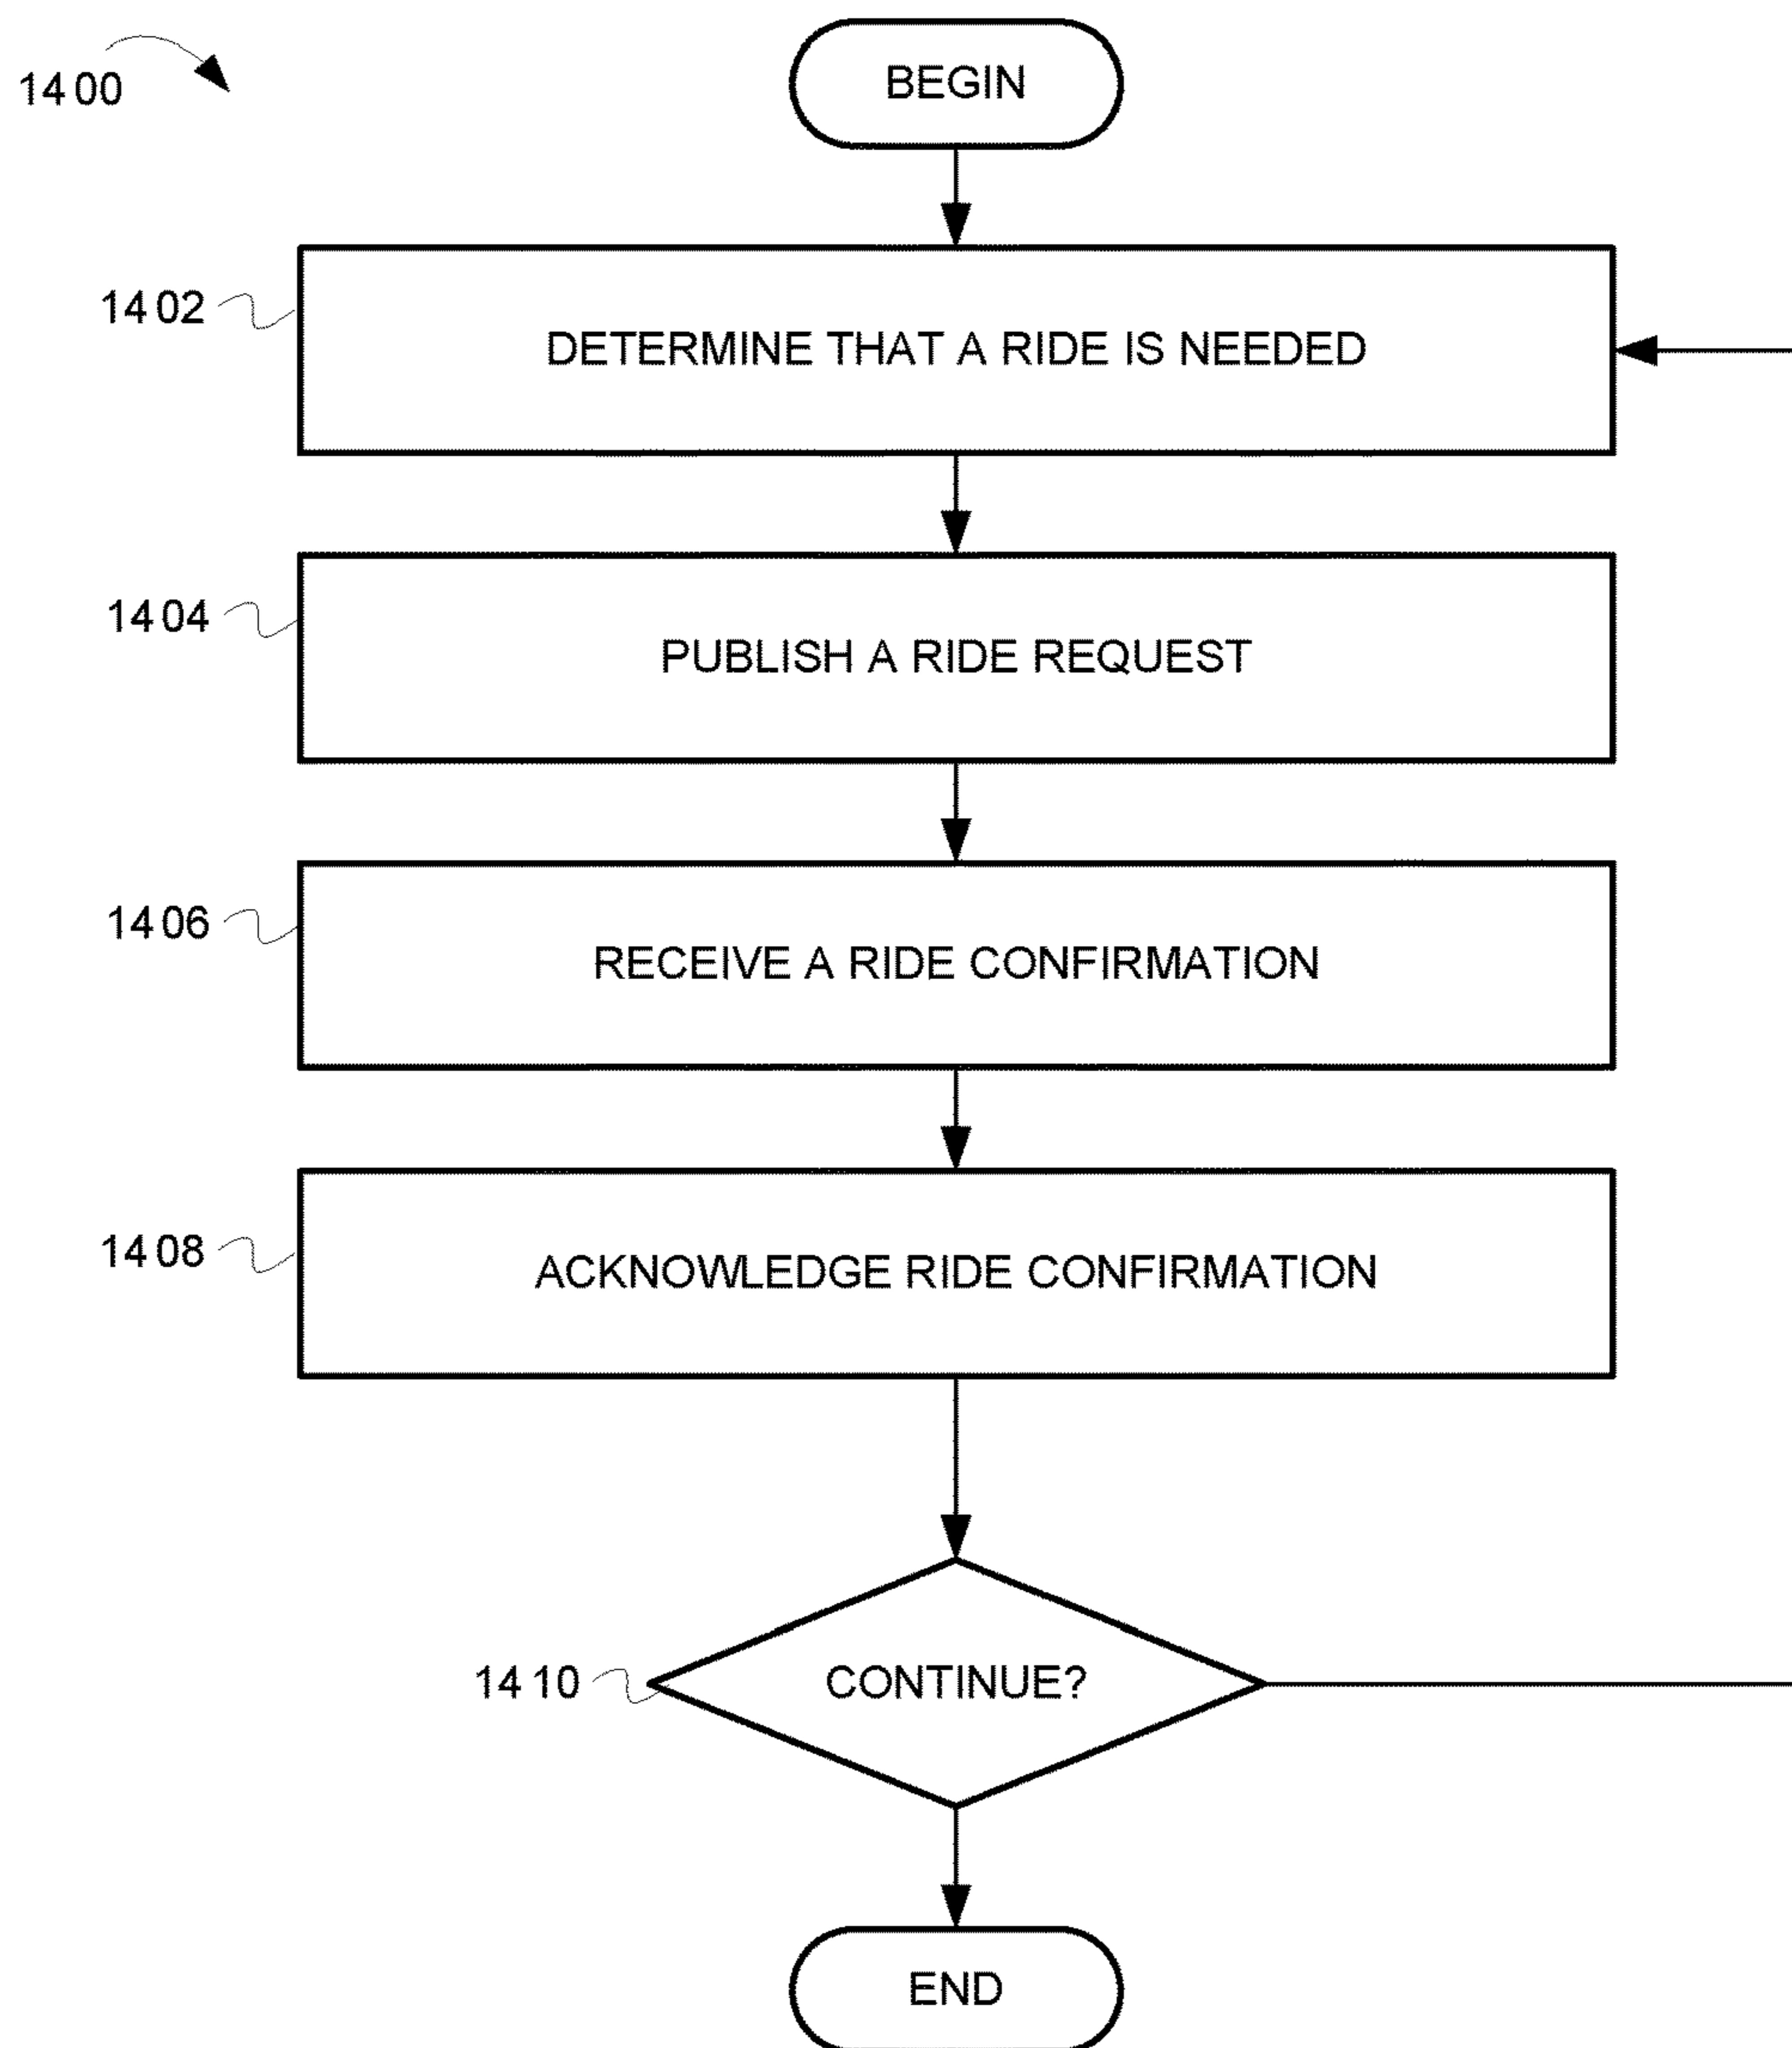 1400
BEGIN
1402
DETERMINE THAT A RIDE IS NEEDED
1404
PUBLISH A RIDE REQUEST
1406
RECEIVE A RIDE CONFIRMATION
1408
ACKNOWLEDGE RIDE CONFIRMATION
1410
CONTINUE?
END